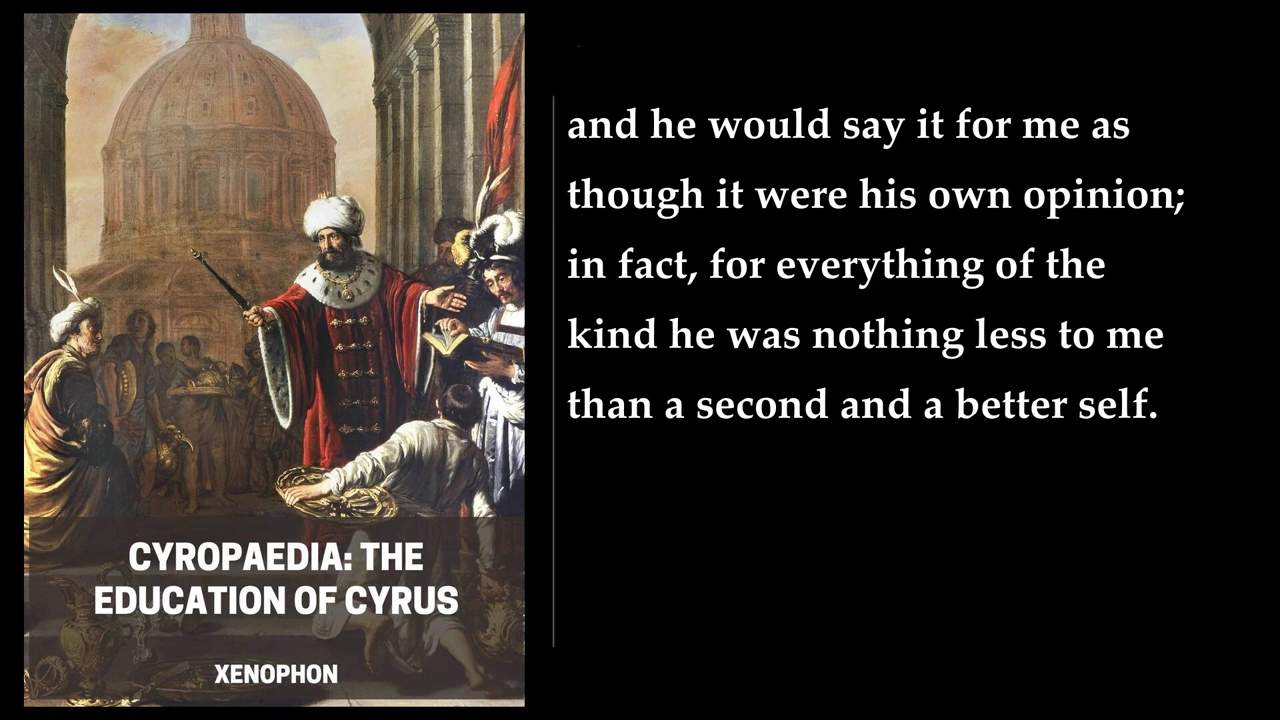 CYROPAEDIA: THE
EDUCATION OF CYRUS
XENOPHON
and he would say it for me as
though it were his own opinion;
in fact, for everything of the
kind he was nothing less to me
than a second and a better self.